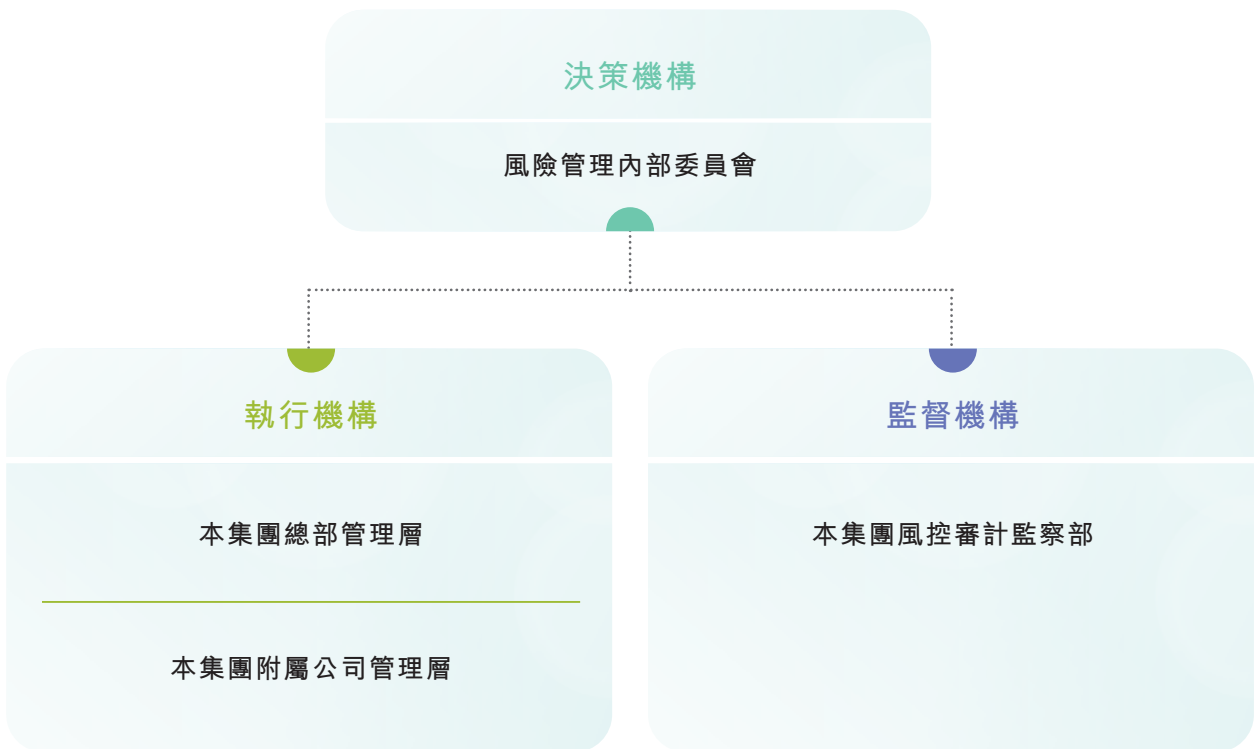 決策機構
風險管理內部委員會
執行機構
本集團總部管理層
本集團附屬公司管理層
監督機構
本集團風控審計監察部